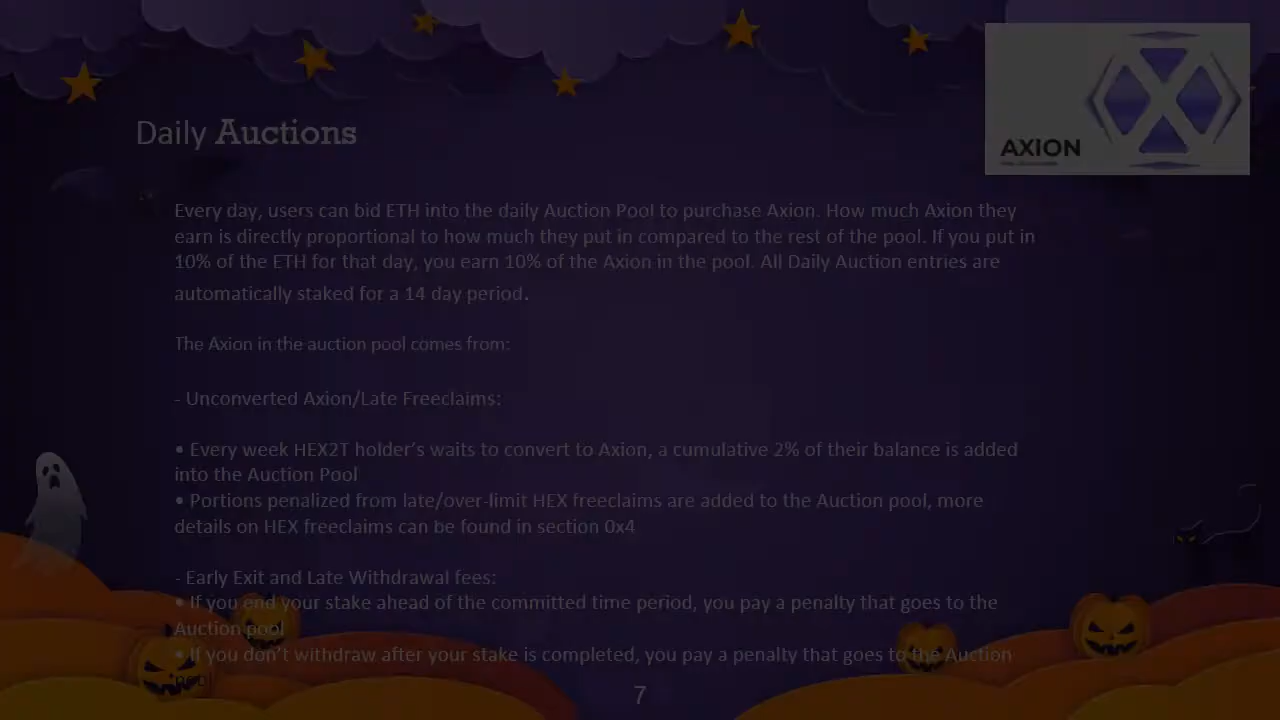 AXION
Daily Auctions
Every day, users can bid ETH into the daily Auction Pool to purchase Axion. How much Axion they
earn is directly proportional to how much they put in compared to the rest of the pool. If you put in
10% of the ETH for that day, you earn 10% of the Axion in the pool. All Daily Auction entries are
automatically staked for a 14 day period.
The Axion in the auction pool comes from:
- Unconverted Axion/Late Freeclaims:
• Every week HEX2T holder's waits to convert to Axion, a cumulative 2% of their balance is added
into the Auction Pool
• Portions penalized from late/over-limit HEX freeclaims are added to the Auction pool, more
details on HEX freeclaims can be found in section 0x4
- Early Exit and Late Withdrawal fees:
• If you end your stake ahead of the committed time period, you pay a penalty that goes to the
Auction pool
• If you don't withdraw after your stake is completed, you pay a penalty that goes to the Auction
pool
7